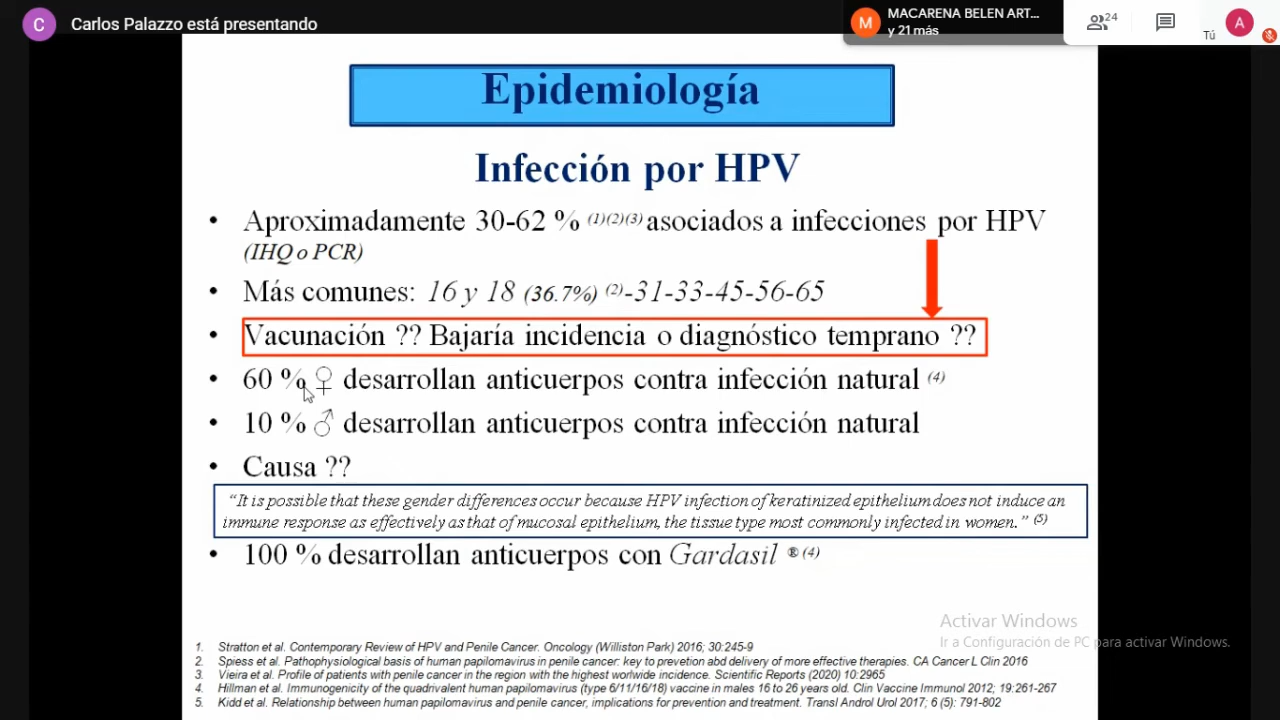 C Carlos Palazzo está presentando
M MACARENA BELEN ART...
y 21 más
24
Tú
A
Epidemiología
Infección por HPV
• Aproximadamente 30-62 % (1)(2)(3) asociados a infecciones por HPV
(IHQ o PCR)
• Más comunes: 16 y 18 (36.7%) (2)-31-33-45-56-65
• Vacunación ?? Bajaría incidencia o diagnóstico temprano ??
• 60 % ♀ desarrollan anticuerpos contra infección natural (4)
• 10 % ♂ desarrollan anticuerpos contra infección natural
• Causa ??
“It is possible that these gender differences occur because HPV infection of keratinized epithelium does not induce an
immune response as effectively as that of mucosal epithelium, the tissue type most commonly infected in women.” (5)
• 100 % desarrollan anticuerpos con Gardasil ® (4)
Activar Windows
Ir a Configuración de PC para activar Windows.
1. Stratton et al. Contemporary Review of HPV and Penile Cancer. Oncology (Williston Park) 2016; 30:245-9
2. Spiess et al. Pathophysiological basis of human papilomavirus in penile cancer: key to prevetion abd delivery of more effective therapies. CA Cancer L Clin 2016
3. Vieira et al. Profile of patients with penile cancer in the region with the highest worlwide incidence. Scientific Reports (2020) 10:2965
4 Hillman et al. Immunogenicity of the quadrivalent human papilomavirus (type 6/11/16/18) vaccine in males 16 to 26 years old. Clin Vaccine Immunol 2012; 19:261-267
5. Kidd et al. Relationship between human papillomavirus and penile cancer, implications for prevention and treatment. Transl Androl Urol 2017; 6 (5): 791-802